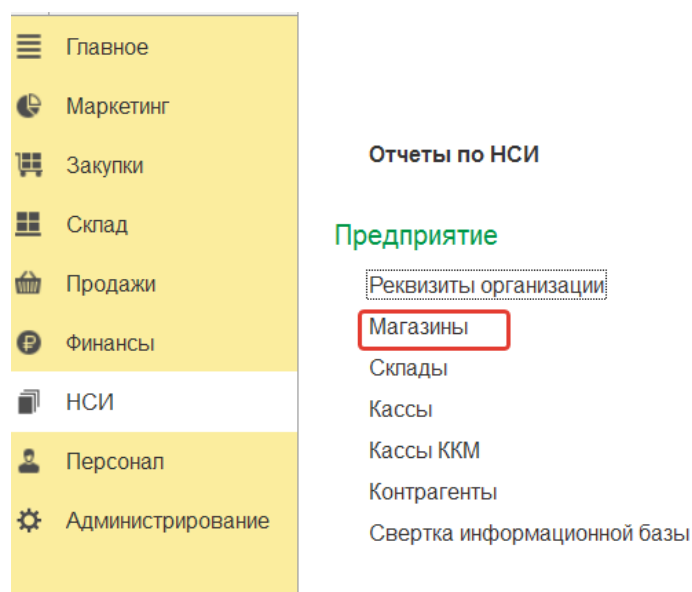 Главное
Маркетинг
Закупки
Склад
Продажи
Финансы
НСИ
Персонал
Администрирование
Отчеты по НСИ
Предприятие
Реквизиты организации
Магазины
Склады
Кассы
Кассы ККМ
Контрагенты
Свертка информационной базы